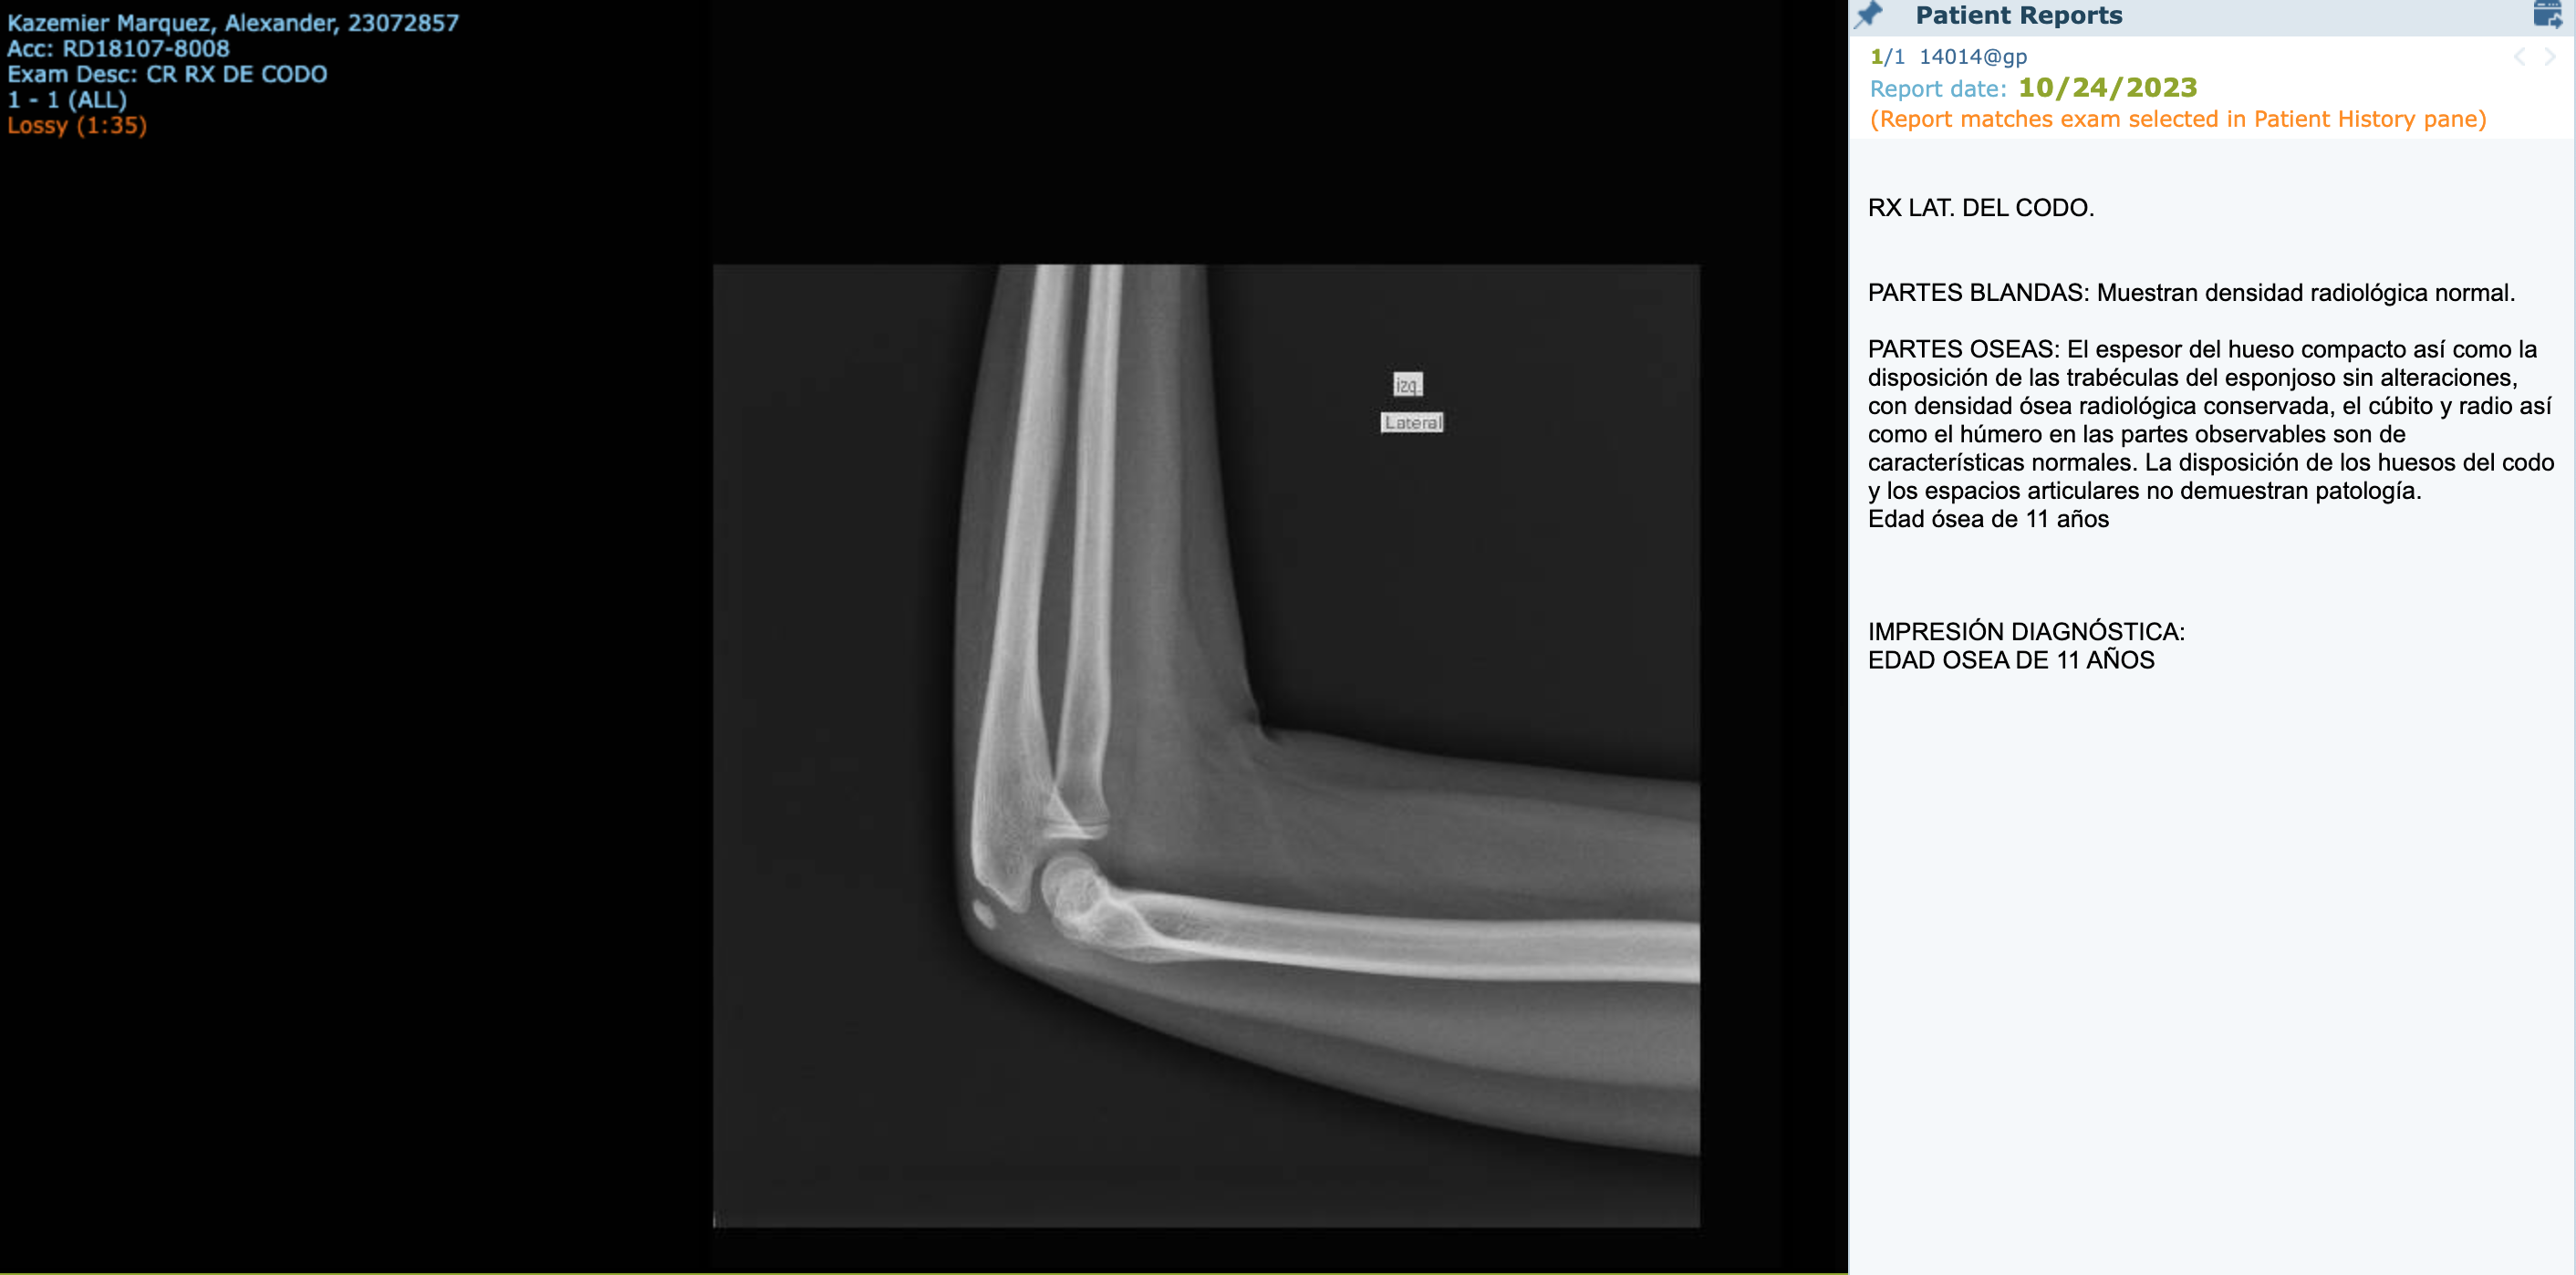 Kazemier Marquez, Alexander, 23072857
Acc: RD18107-8008
Exam Desc: CR RX DE CODO
1 - 1 (ALL)
Lossy (1:35)
izq.
Lateral
Patient Reports
1/1 14014@gp
Report date: 10/24/2023
(Report matches exam selected in Patient History pane)
RX LAT. DEL CODO.
PARTES BLANDAS: Muestran densidad radiológica normal.
PARTES OSEAS: El espesor del hueso compacto así como la
disposición de las trabéculas del esponjoso sin alteraciones,
con densidad ósea radiológica conservada, el cúbito y radio así
como el húmero en las partes observables son de
características normales. La disposición de los huesos del codo
y los espacios articulares no demuestran patología.
Edad ósea de 11 años
IMPRESIÓN DIAGNÓSTICA:
EDAD OSEA DE 11 AÑOS